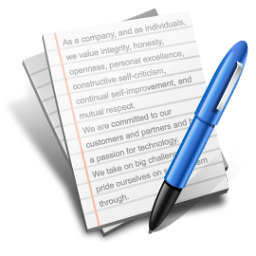 As a company, and as individuals,
we value integrity, honesty,
openness, personal excellence,
constructive self-criticism,
continual self-improvement, and
mutual respect.
We are committed to our
customers and partners and
a passion for technology.
We take on big
pride ourselves on
through.